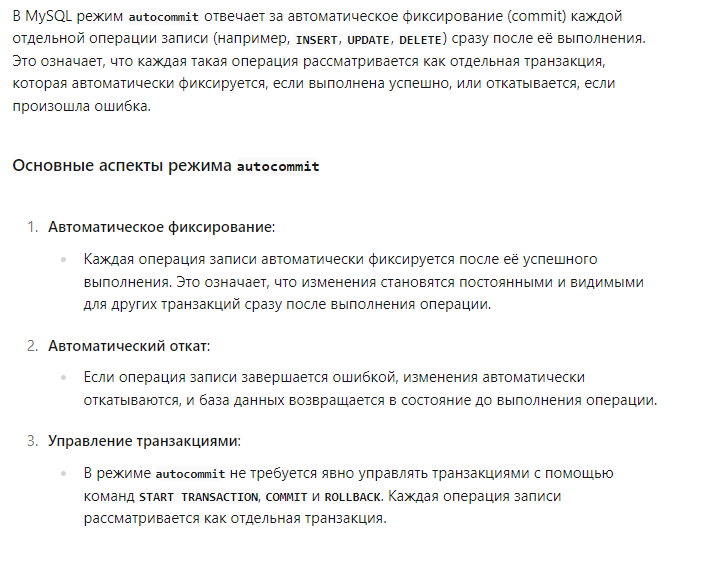 В MySQL режим autocommit отвечает за автоматическое фиксирование (commit) каждой
отдельной операции записи (например, INSERT, UPDATE, DELETE) сразу после её выполнения.
Это означает, что каждая такая операция рассматривается как отдельная транзакция,
которая автоматически фиксируется, если выполнена успешно, или откатывается, если
произошла ошибка.
Основные аспекты режима autocommit
1. Автоматическое фиксирование:
• Каждая операция записи автоматически фиксируется после её успешного
выполнения. Это означает, что изменения становятся постоянными и видимыми
для других транзакций сразу после выполнения операции.
2. Автоматический откат:
• Если операция записи завершается ошибкой, изменения автоматически
откатываются, и база данных возвращается в состояние до выполнения операции.
3. Управление транзакциями:
• В режиме autocommit не требуется явно управлять транзакциями с помощью
команд START TRANSACTION, COMMIT и ROLLBACK. Каждая операция записи
рассматривается как отдельная транзакция.